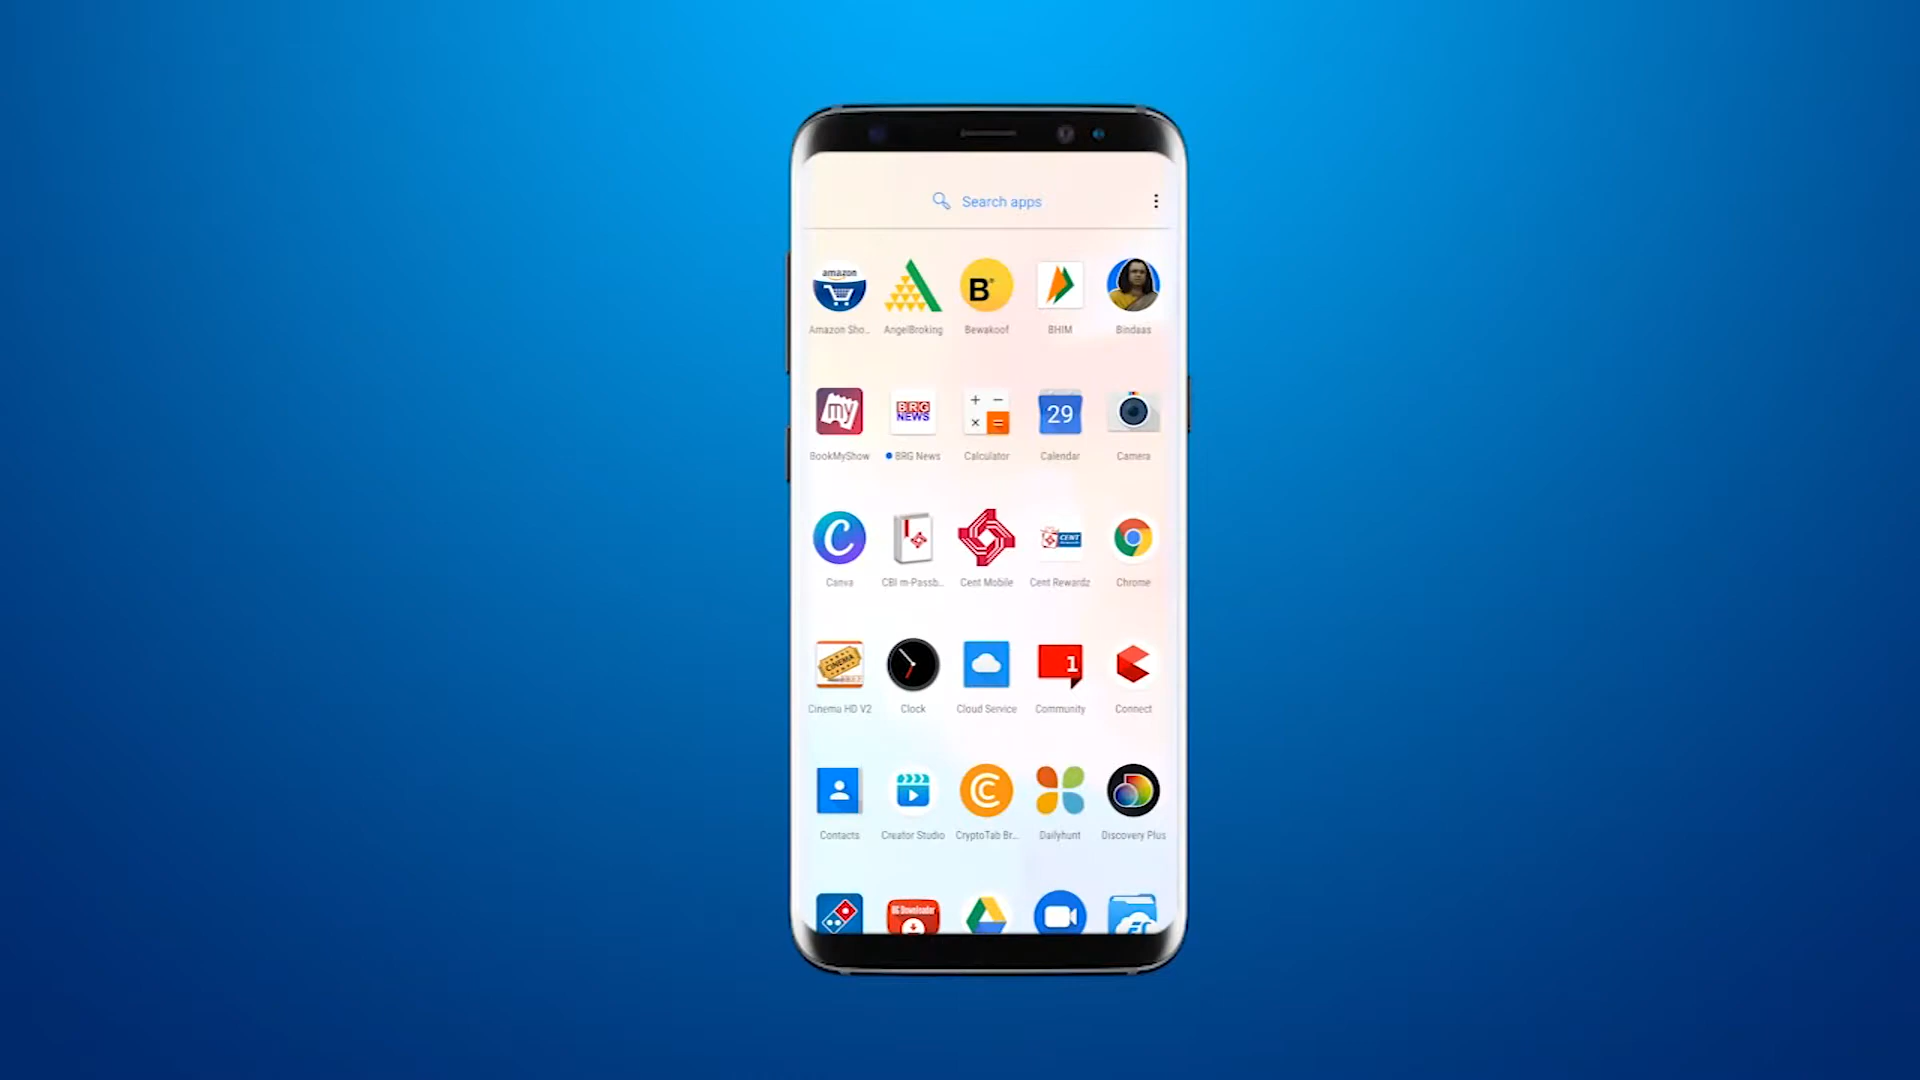 Search apps
amazon
Amazon Sho..
AngelBroking
B
Bewakoof
BHIM
Bindaas
my
BookMyShow
BRG
NEWS
BRG News
+ −
× =
Calculator
29
Calendar
Camera
C
Canva
CBI m-Passb..
Cent Mobile
CENT
Cent Rewardz
Chrome
CINEMA
Cinema HD V2
Clock
Cloud Service
1
Community
Connect
Contacts
Creator Studio
C
CryptoTab Br...
Dailyhunt
D
Discovery Plus